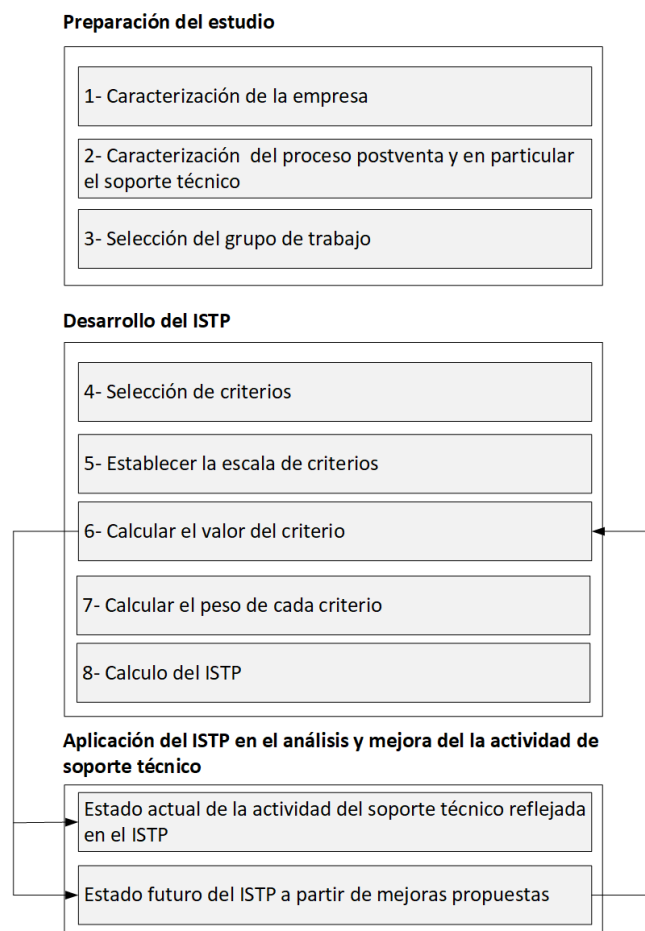 Preparación del estudio
1- Caracterización de la empresa
2- Caracterización  del proceso postventa y en particular
el soporte técnico
3- Selección del grupo de trabajo
Desarrollo del ISTP
4- Selección de criterios
5- Establecer la escala de criterios
6- Calcular el valor del criterio
7- Calcular el peso de cada criterio
8- Calculo del ISTP
Aplicación del ISTP en el análisis y mejora del la actividad de
soporte técnico
Estado actual de la actividad del soporte técnico reflejada
en el ISTP
Estado futuro del ISTP a partir de mejoras propuestas